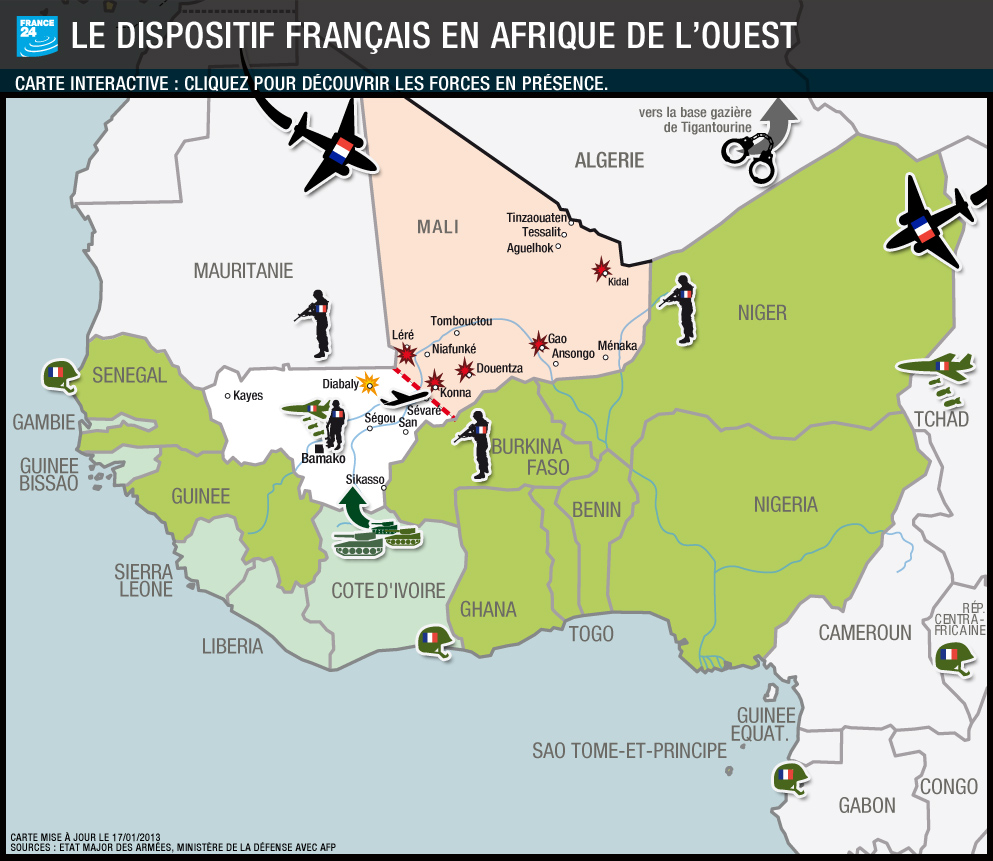 FRANCE
24
LE DISPOSITIF FRANÇAIS EN AFRIQUE DE L'OUEST
CARTE INTERACTIVE : CLIQUEZ POUR DÉCOUVRIR LES FORCES EN PRÉSENCE.
vers la base gazière
de Tigantourine
ALGERIE
Tinzaouaten
Tessalit
Aguelhok
MALI
MAURITANIE
Kidal
NIGER
Tombouctou
Léré
Niafunké
Gao
Ansongo
Ménaka
Douentza
SENEGAL
Diabaly
Konna
Kayes
Sévaré
Ségou
San
TCHAD
GAMBIE
Bamako
BURKINA
FASO
GUINEE
BISSAO
Sikasso
GUINEE
BENIN
NIGERIA
SIERRA
LEONE
COTE D'IVOIRE
GHANA
RÉP.
CENTRA-
FRICAINE
TOGO
CAMEROUN
LIBERIA
GUINEE
EQUAT.
SAO TOME-ET-PRINCIPE
CONGO
GABON
CARTE MISE À JOUR LE 17/01/2013
SOURCES : ETAT MAJOR DES ARMÉES, MINISTÈRE DE LA DÉFENSE AVEC AFP